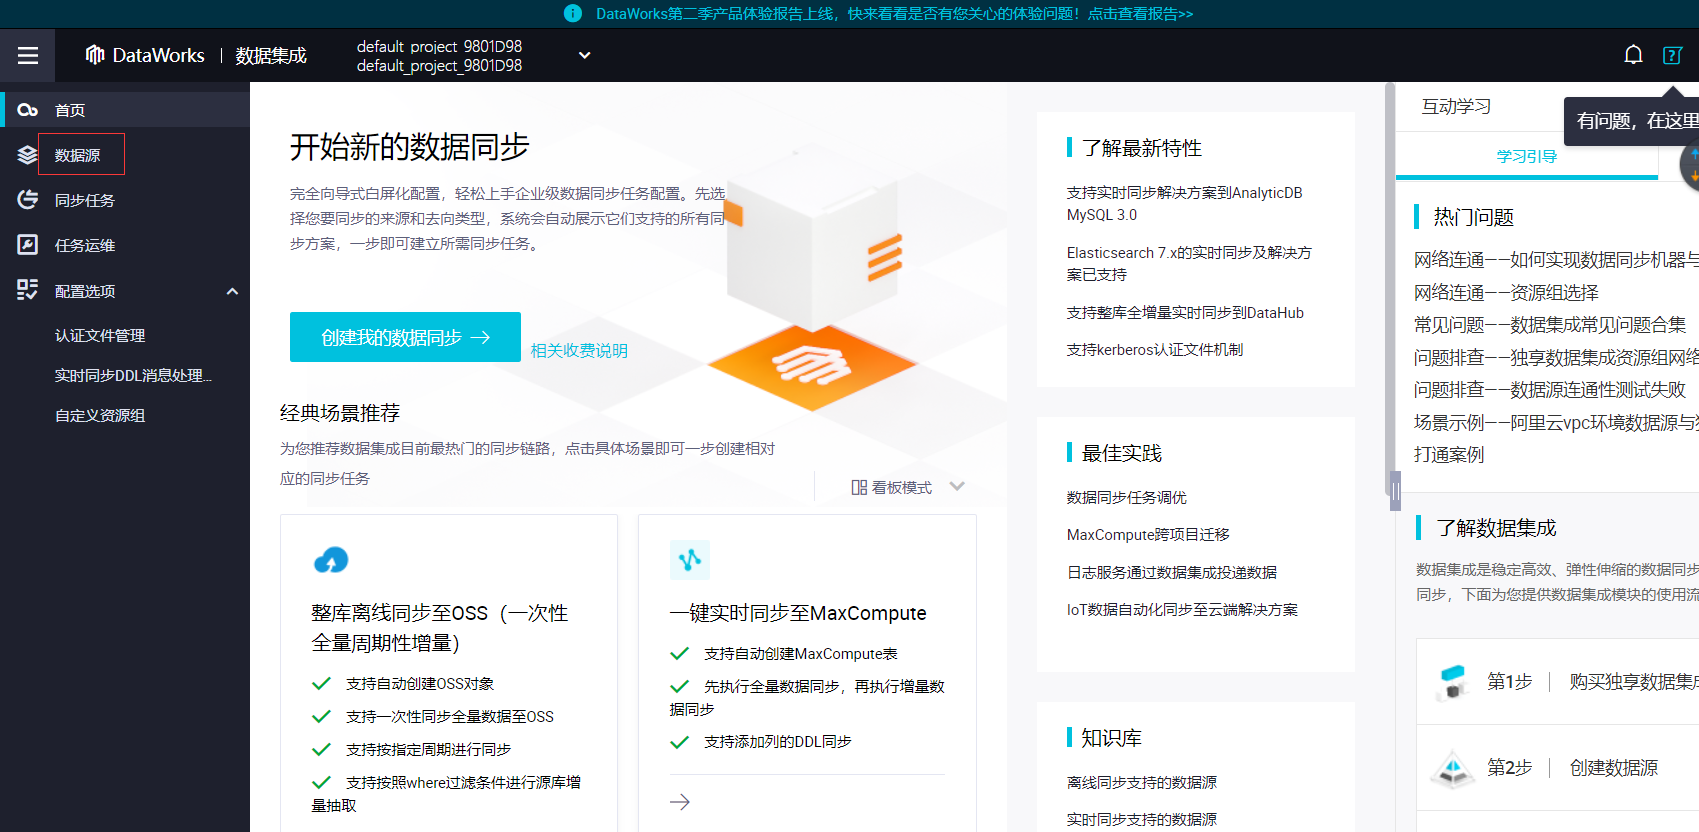 DataWorks第二季产品体验报告上线，快来看看是否有您关心的体验问题！点击查看报告>>
DataWorks | 数据集成
default_project_9801D98
default_project_9801D98
首页
数据源
同步任务
任务运维
配置选项
认证文件管理
实时同步DDL消息处理...
自定义资源组
开始新的数据同步
完全向导式白屏化配置，轻松上手企业级数据同步任务配置。先选
择您要同步的来源和去向类型，系统会自动展示它们支持的所有同
步方案，一步即可建立所需同步任务。
创建我的数据同步
相关收费说明
经典场景推荐
为您推荐数据集成目前最热门的同步链路，点击具体场景即可一步创建相对
应的同步任务
看板模式
整库离线同步至OSS（一次性
全量周期性增量）
支持自动创建OSS对象
支持一次性同步全量数据至OSS
支持按指定周期进行同步
支持按照where过滤条件进行源库增
量抽取
一键实时同步至MaxCompute
支持自动创建MaxCompute表
先执行全量数据同步，再执行增量数
据同步
支持添加列的DDL同步
了解最新特性
支持实时同步解决方案到AnalyticDB
MySQL 3.0
Elasticsearch 7.x的实时同步及解决方
案已支持
支持整库全增量实时同步到DataHub
支持kerberos认证文件机制
最佳实践
数据同步任务调优
MaxCompute跨项目迁移
日志服务通过数据集成投递数据
IoT数据自动化同步至云端解决方案
知识库
离线同步支持的数据源
实时同步支持的数据源
互动学习
有问题，在这里
学习引导
热门问题
网络连通——如何实现数据同步机器与
网络连通——资源组选择
常见问题——数据集成常见问题合集
问题排查——独享数据集成资源组网络
问题排查——数据源连通性测试失败
场景示例——阿里云vpc环境数据源与
打通案例
了解数据集成
数据集成是稳定高效、弹性伸缩的数据同步
同步，下面为您提供数据集成模块的使用流
第1步 | 购买独享数据集成
第2步 | 创建数据源